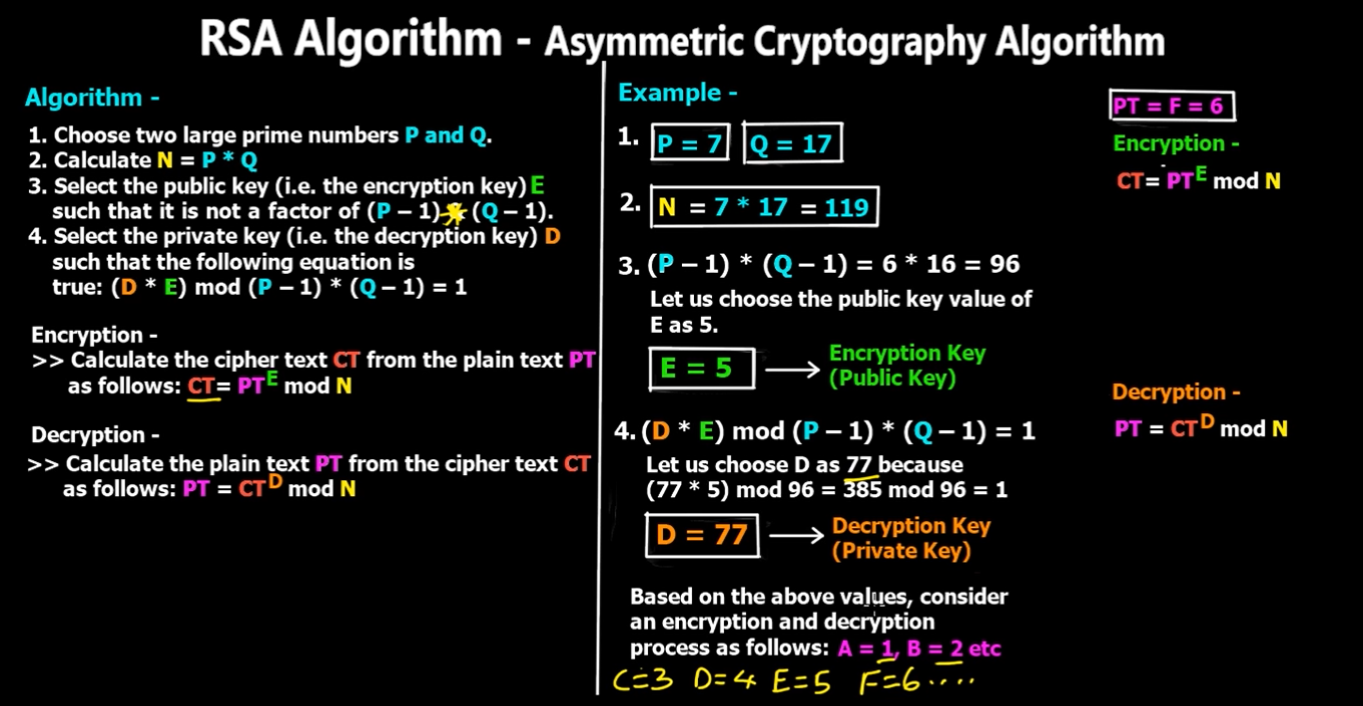 RSA Algorithm - Asymmetric Cryptography Algorithm
Algorithm -
1. Choose two large prime numbers P and Q.
2. Calculate N = P * Q
3. Select the public key (i.e. the encryption key) E
such that it is not a factor of (P – 1) * (Q – 1).
4. Select the private key (i.e. the decryption key) D
such that the following equation is
true: (D * E) mod (P – 1) * (Q – 1) = 1
Encryption -
>> Calculate the cipher text CT from the plain text PT
as follows: CT= PT^E mod N
Decryption -
>> Calculate the plain text PT from the cipher text CT
as follows: PT = CT^D mod N
Example -
1. P = 7 Q = 17
2. N = 7 * 17 = 119
3. (P – 1) * (Q – 1) = 6 * 16 = 96
Let us choose the public key value of
E as 5.
E = 5 → Encryption Key
(Public Key)
4. (D * E) mod (P – 1) * (Q – 1) = 1
Let us choose D as 77 because
(77 * 5) mod 96 = 385 mod 96 = 1
D = 77 → Decryption Key
(Private Key)
Based on the above values, consider
an encryption and decryption
process as follows: A = 1, B = 2 etc
C=3 D=4 E=5 F=6....
PT = F = 6
Encryption -
CT= PT^E mod N
Decryption -
PT = CT^D mod N